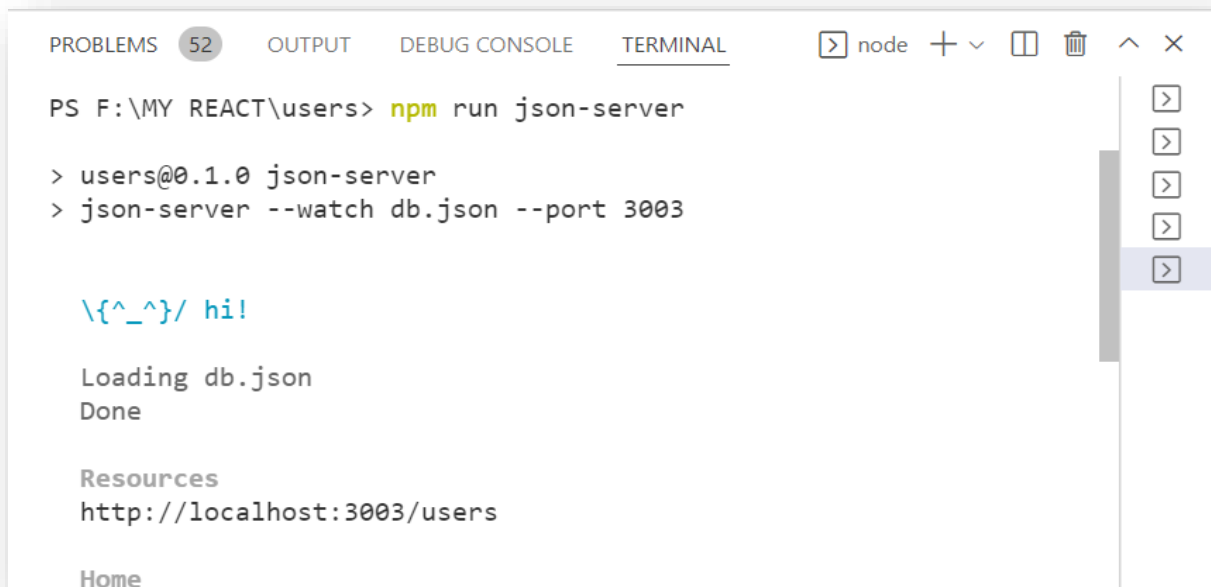 PROBLEMS 52 OUTPUT DEBUG CONSOLE TERMINAL node
PS F:\MY REACT\users> npm run json-server
> users@0.1.0 json-server
> json-server --watch db.json --port 3003
\{^_^}/ hi!
Loading db.json
Done
Resources
http://localhost:3003/users
Home